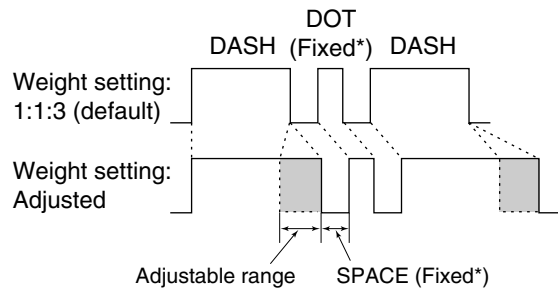 DOT
DASH (Fixed*) DASH
Weight setting:
1:1:3 (default)
Weight setting:
Adjusted
Adjustable range SPACE (Fixed*)